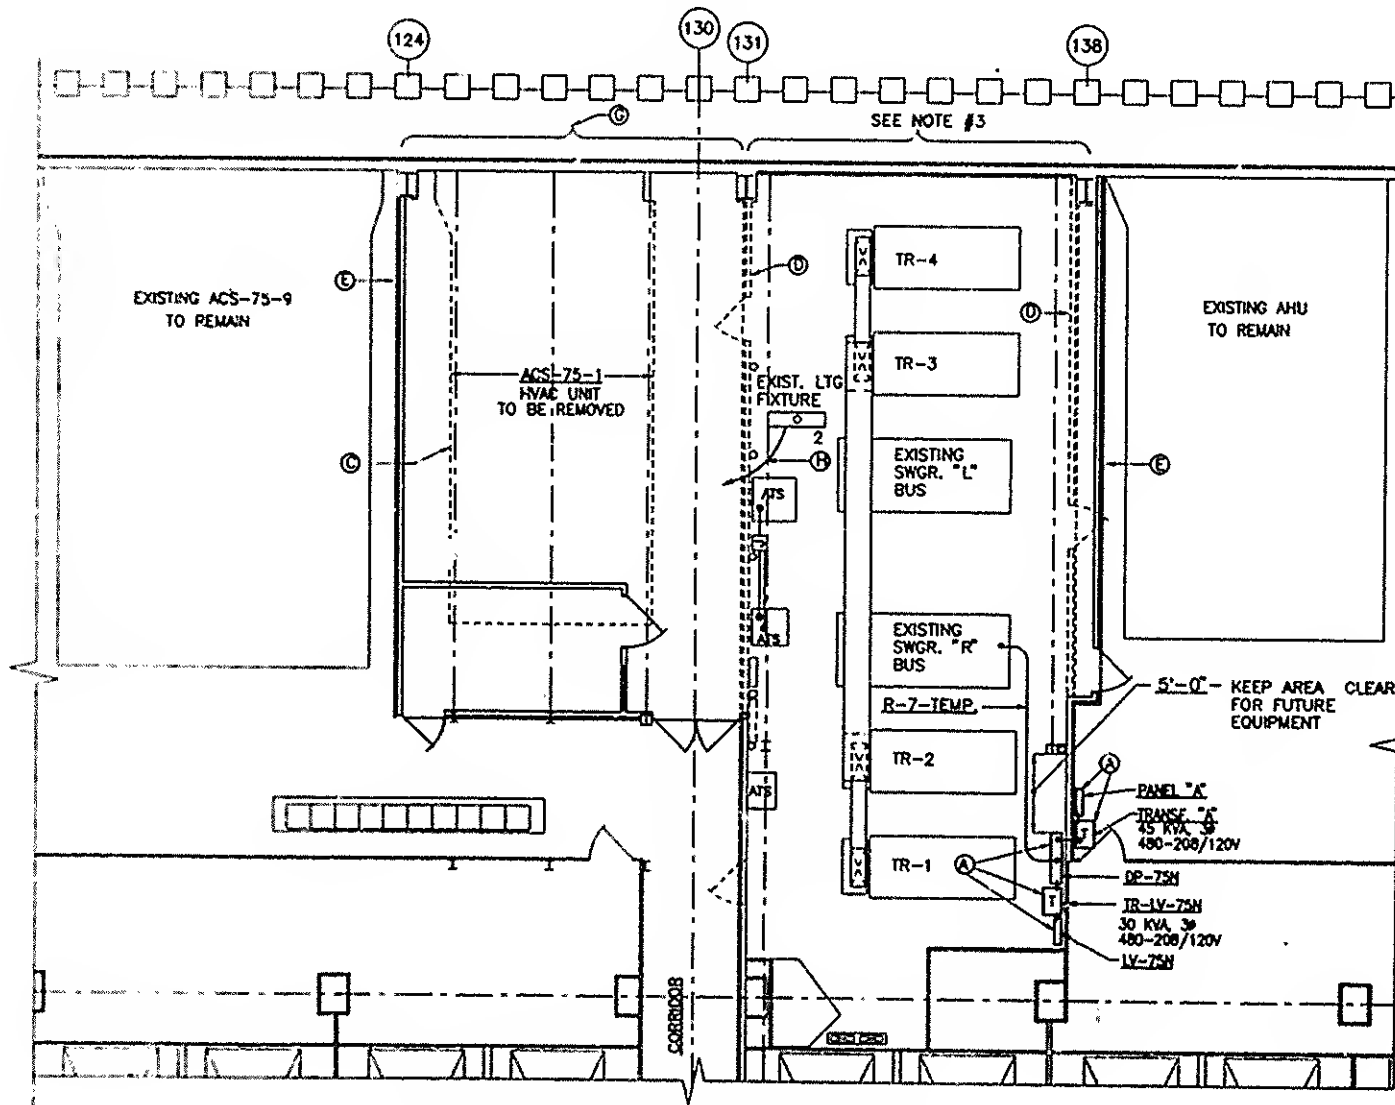 124
130
131
138
G
SEE NOTE #3
E
D
D
TR-4
EXISTING ACS-75-9
TO REMAIN
EXISTING AHU
TO REMAIN
TR-3
ACS-75-1
HVAC UNIT
TO BE REMOVED
EXIST. LTG
FIXTURE
2
C
H
EXISTING
SWGR. "L"
BUS
E
ATS
J
ATS
EXISTING
SWGR. "R"
BUS
R-7-TEMP.
5'-0"- KEEP AREA CLEAR
FOR FUTURE
EQUIPMENT
TR-2
ATS
A
PANEL "A"
TRANSF. "A"
45 KVA, 3ø
480-208/120V
T
TR-1
A
DP-75N
T
TR-LV-75N
30 KVA, 3ø
480-208/120V
LV-75N
CORRIDOR